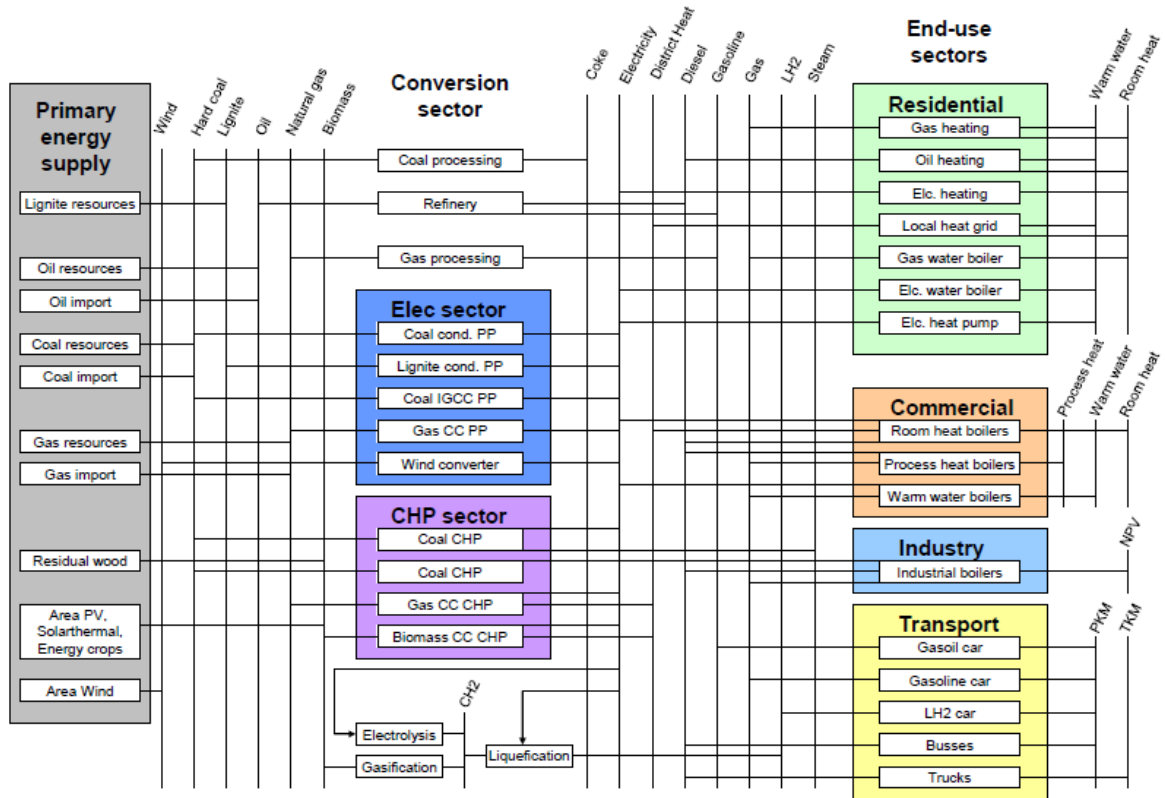 Primary
energy
supply
Lignite resources
Oil resources
Oil import
Coal resources
Coal import
Gas resources
Gas import
Residual wood
Area PV,
Solarthermal,
Energy crops
Area Wind
Wind
Hard coal
Lignite
Oil
Natural gas
Biomass
Conversion
sector
Coal processing
Refinery
Gas processing
Elec sector
Coal cond. PP
Lignite cond. PP
Coal IGCC PP
Gas CC PP
Wind converter
CHP sector
Coal CHP
Coal CHP
Gas CC CHP
Biomass CC CHP
CH2
Electrolysis
Gasification
Liquefication
Coke
Electricity
District Heat
Diesel
Gasoline
Gas
LH2
Steam
End-use
sectors
Warm water
Room heat
Residential
Gas heating
Oil heating
Elc. heating
Local heat grid
Gas water boiler
Elc. water boiler
Elc. heat pump
Process heat
Warm water
Room heat
Commercial
Room heat boilers
Process heat boilers
Warm water boilers
NPV
Industry
Industrial boilers
PKM
TKM
Transport
Gasoil car
Gasoline car
LH2 car
Busses
Trucks